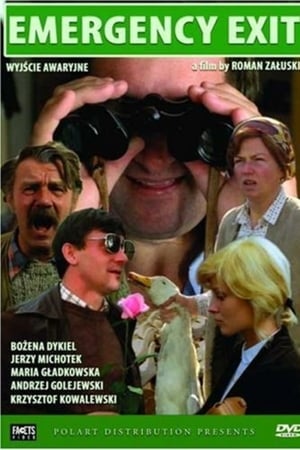 EMERGENCY EXIT
WYJŚCIE AWARYJNE
a film by ROMAN ZAŁUSKI
BOŻENA DYKIEL
JERZY MICHOTEK
MARIA GŁADKOWSKA
ANDRZEJ GOLEJEWSKI
KRZYSZTOF KOWALEWSKI
FACETS
VIDEO
POLART DISTRIBUTION PRESENTS
DVD